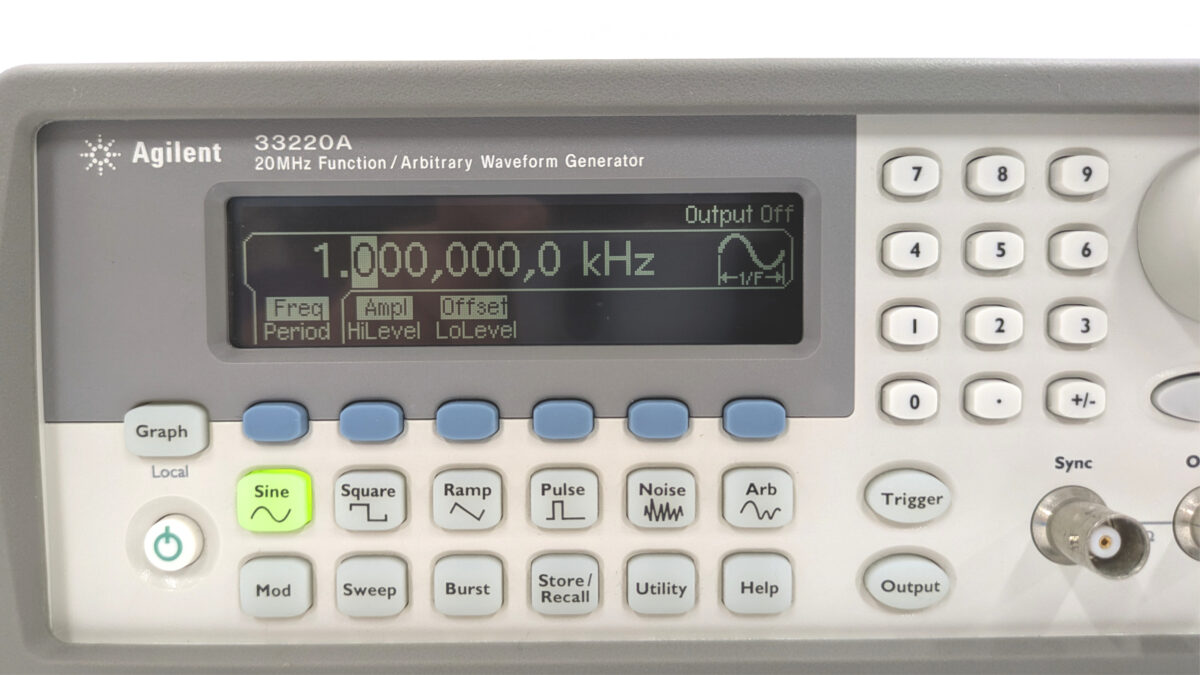 Agilent
33220A
20MHz Function / Arbitrary Waveform Generator
Output Off
1.000,000,0 kHz
1/F
Freq Ampl Offset
Period HiLevel LoLevel
7 8 9
4 5 6
1 2 3
0 . +/-
Graph
Local
Sine Square Ramp Pulse Noise Arb
Mod Sweep Burst Store/ Utility Help
Recall
Trigger
Output
Sync